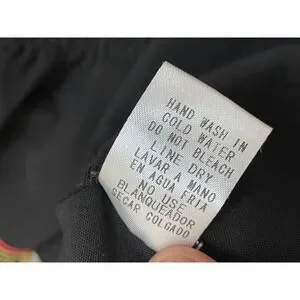 HAND WASH IN
COLD WATER
DO NOT BLEACH
LINE DRY
LAVAR A MANO
EN AGUA FRIA
NO USE
BLANQUEADOR
SECAR COLGADO